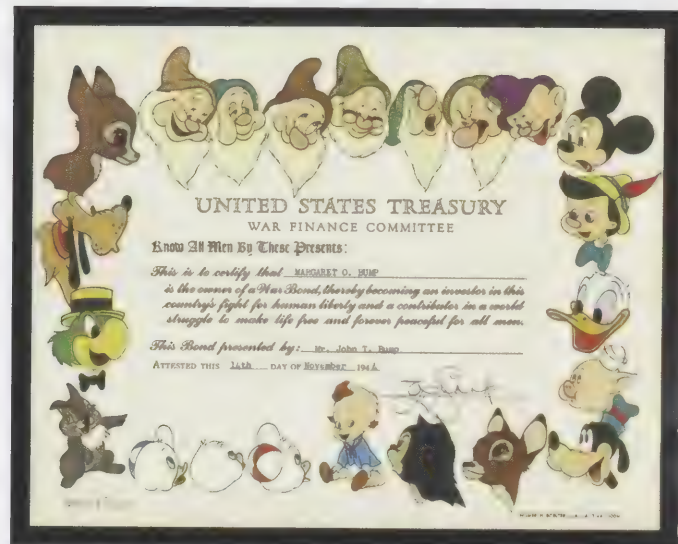 UNITED STATES TREASURY
WAR FINANCE COMMITTEE
Know All Men By These Presents:
This is to certify that MARGARET O. BUMP
is the owner of a War Bond, thereby becoming an investor in this
country's fight for human liberty and a contributor in a world
struggle to make life free and forever peaceful for all men.
This Bond presented by: Mr. John T. Bump
ATTESTED THIS 14th DAY OF November 194